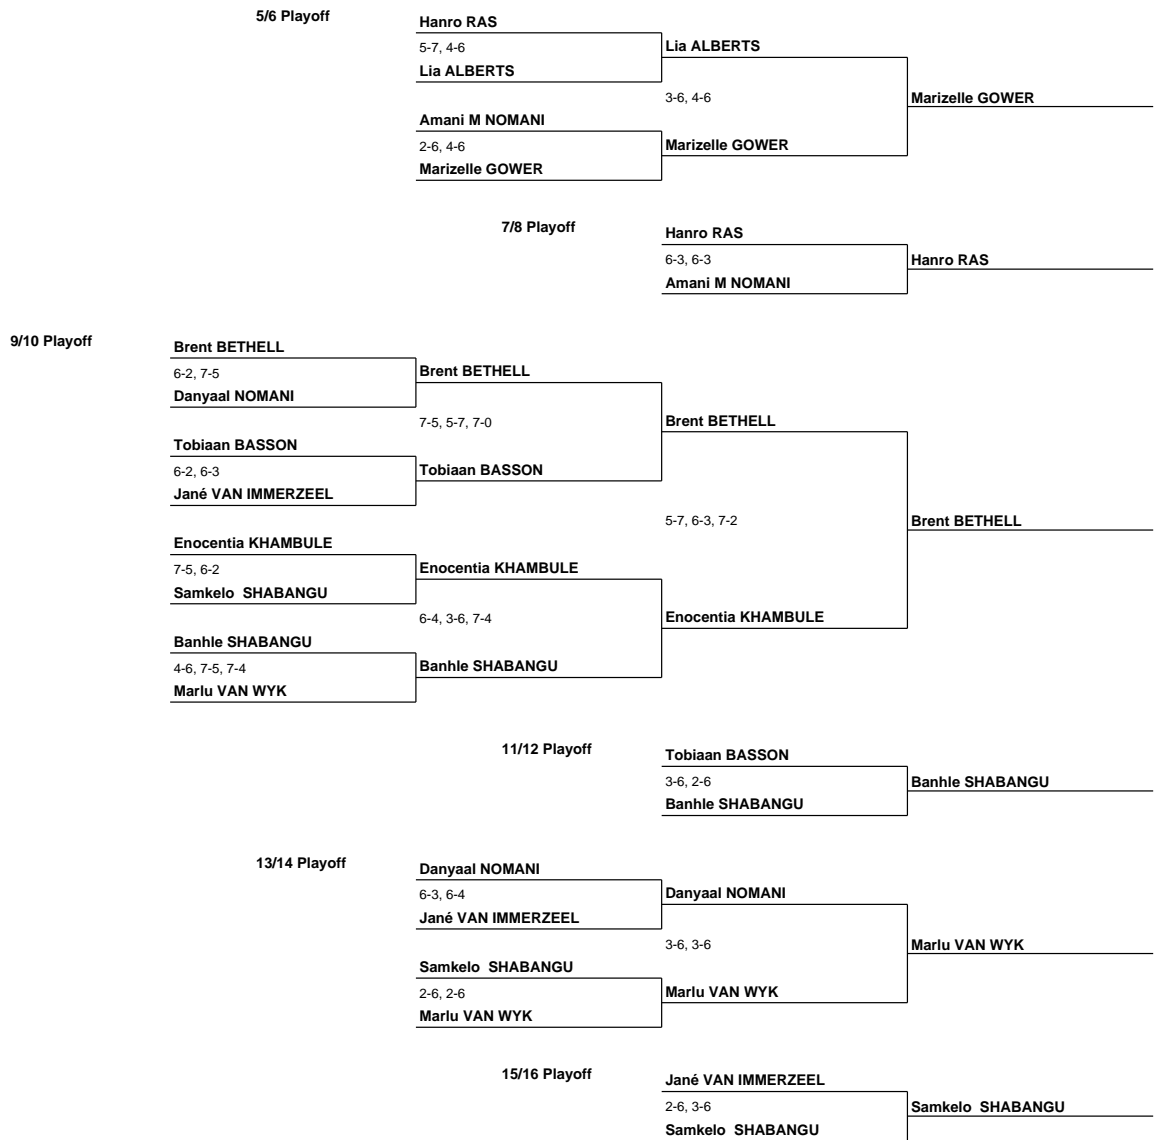 5/6 Playoff
Hanro RAS
5-7, 4-6
Lia ALBERTS
Lia ALBERTS
3-6, 4-6
Marizelle GOWER
Amani M NOMANI
2-6, 4-6
Marizelle GOWER
Marizelle GOWER
7/8 Playoff
Hanro RAS
6-3, 6-3
Hanro RAS
Amani M NOMANI
9/10 Playoff
Brent BETHELL
6-2, 7-5
Brent BETHELL
Danyaal NOMANI
7-5, 5-7, 7-0
Brent BETHELL
Tobiaan BASSON
6-2, 6-3
Tobiaan BASSON
Jané VAN IMMERZEEL
5-7, 6-3, 7-2
Brent BETHELL
Enocentia KHAMBULE
7-5, 6-2
Enocentia KHAMBULE
Samkelo  SHABANGU
6-4, 3-6, 7-4
Enocentia KHAMBULE
Banhle SHABANGU
4-6, 7-5, 7-4
Banhle SHABANGU
Marlu VAN WYK
11/12 Playoff
Tobiaan BASSON
3-6, 2-6
Banhle SHABANGU
Banhle SHABANGU
13/14 Playoff
Danyaal NOMANI
6-3, 6-4
Danyaal NOMANI
Jané VAN IMMERZEEL
3-6, 3-6
Marlu VAN WYK
Samkelo  SHABANGU
2-6, 2-6
Marlu VAN WYK
Marlu VAN WYK
15/16 Playoff
Jané VAN IMMERZEEL
2-6, 3-6
Samkelo  SHABANGU
Samkelo  SHABANGU